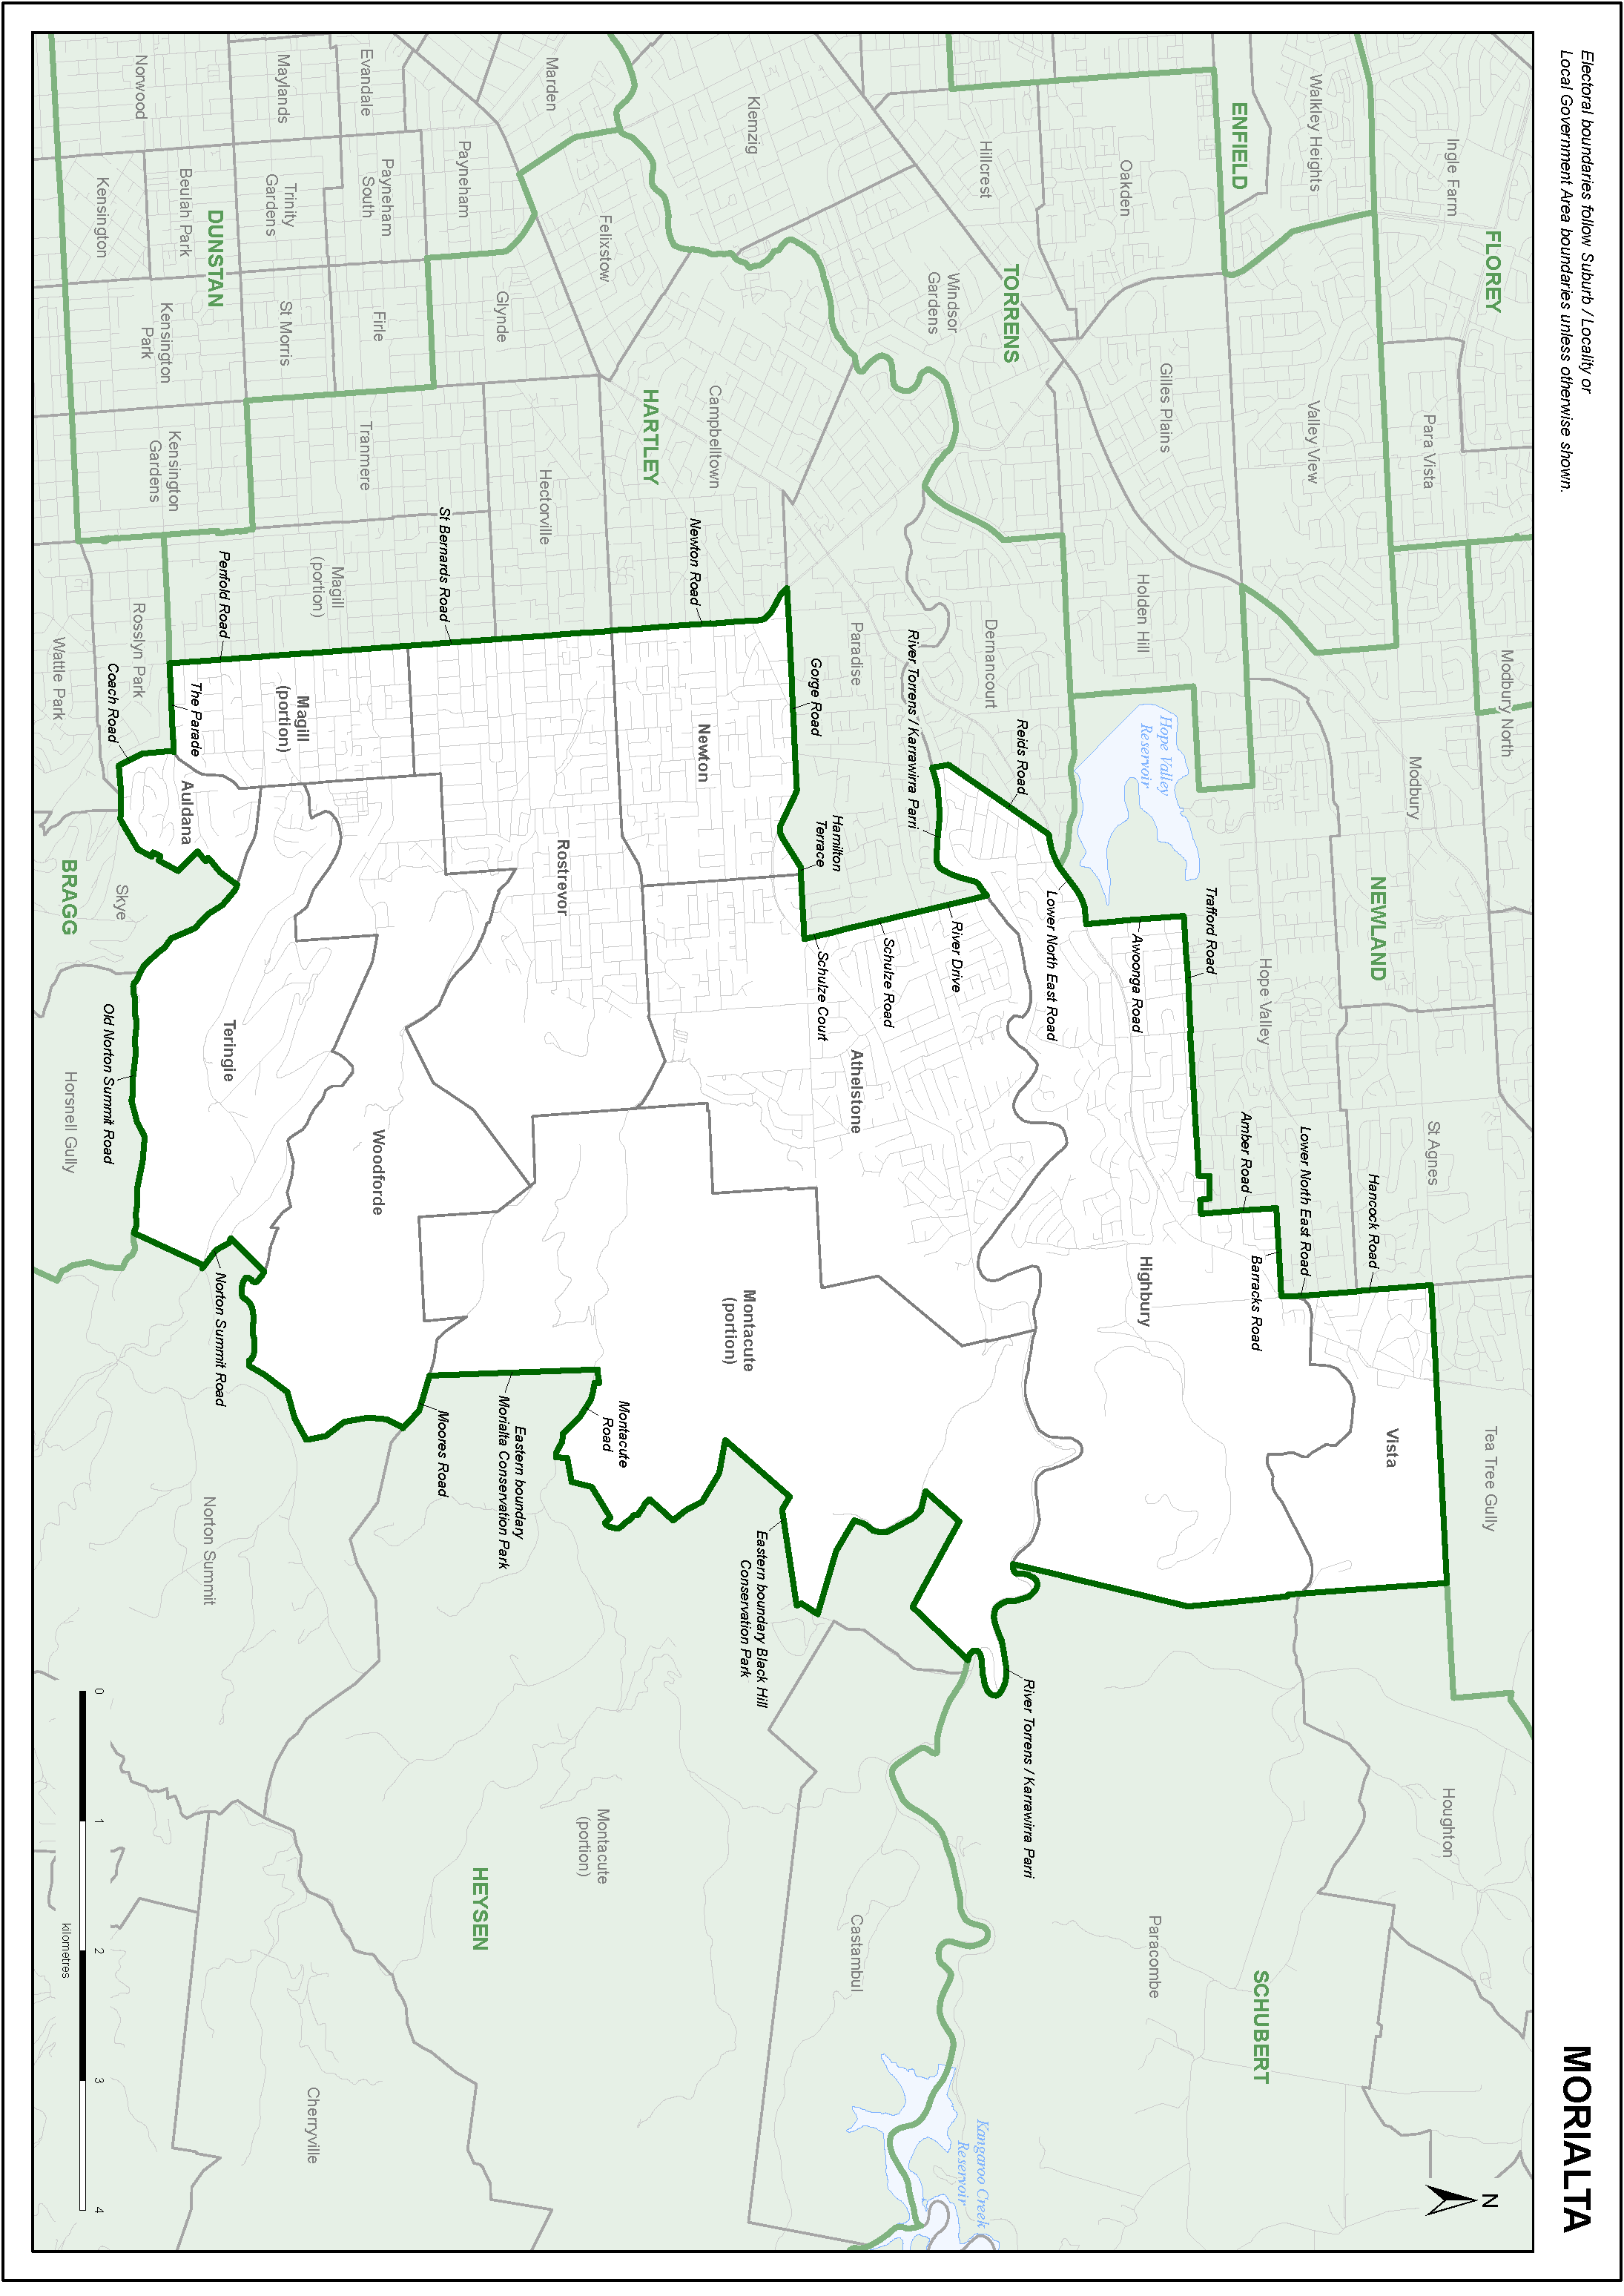 Electoral boundaries follow Suburb / Locality or
Local Government Area boundaries unless otherwise shown.
MORIALTA
N
FLOREY
Ingle Farm
Walkley Heights
ENFIELD
Oakden
Hillcrest
Klemzig
Marden
Evandale
Maylands
Norwood
Para Vista
Valley View
Gilles Plains
TORRENS
Windsor
Gardens
Felixstow
Payneham
Payneham
South
Trinity
Gardens
DUNSTAN
Beulah Park
Kensington
Glynde
Firle
St Morris
Kensington
Park
HARTLEY
Campbelltown
Hectorville
Tranmere
Kensington
Gardens
Modbury North
Modbury
NEWLAND
Holden Hill
Hope Valley
Reservoir
Dernancourt
Paradise
Newton Road
St Bernards Road
Magill
(portion)
Penfold Road
Rosslyn Park
Wattle Park
Coach Road
The Parade
River Torrens / Karrawirra Parri
Reids Road
Gorge Road
Hamilton
Terrace
Newton
Magill
(portion)
Auldana
Rostrevor
BRAGG
Skye
Trafford Road
Hope Valley
Lower North East Road
Awoonga Road
River Drive
Schulze Road
Schulze Court
Athelstone
Teringie
Old Norton Summit Road
Horsnell Gully
Woodforde
St Agnes
Hancock Road
Lower North East Road
Amber Road
Barracks Road
Highbury
Montacute
(portion)
Norton Summit Road
Moores Road
Eastern boundary
Morialta Conservation Park
Montacute
Road
Vista
Tea Tree Gully
Norton Summit
Eastern boundary Black Hill
Conservation Park
River Torrens / Karrawirra Parri
Houghton
Montacute
(portion)
HEYSEN
Castambul
Paracombe
SCHUBERT
Cherryville
Kangaroo Creek
Reservoir
0
1
2
3
4
kilometres